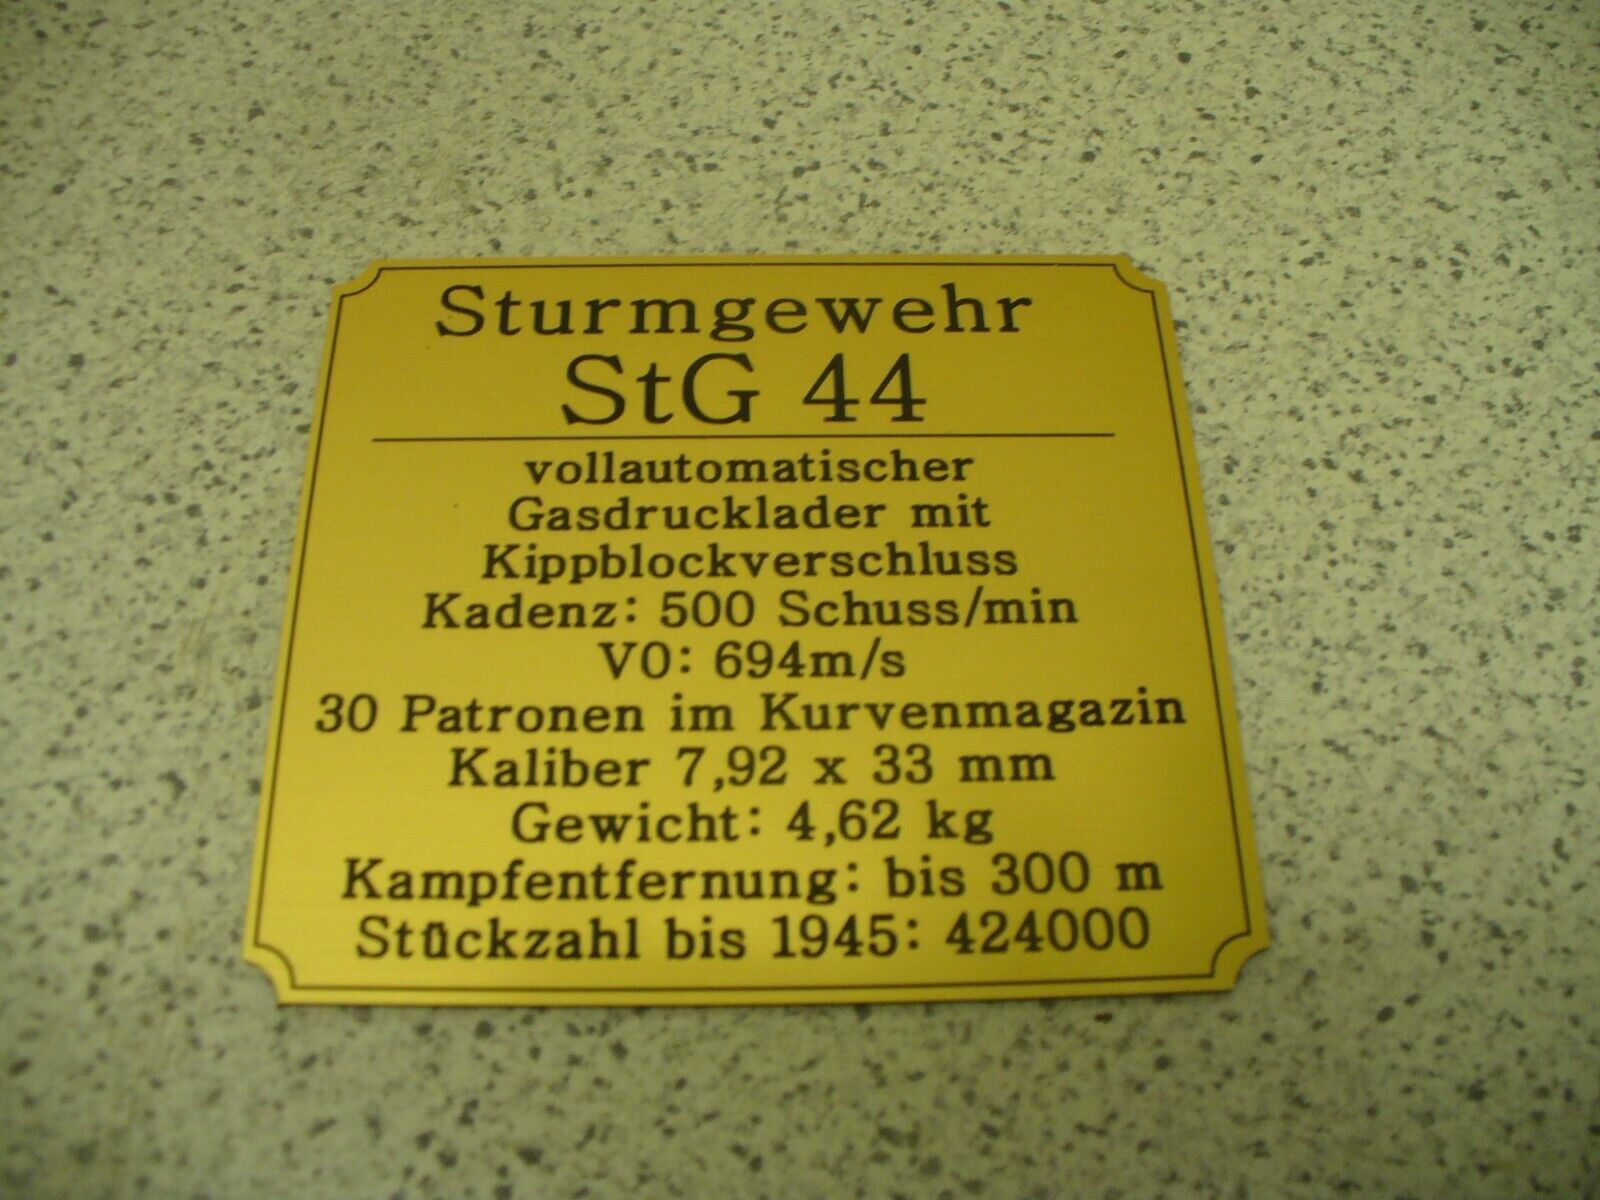 Sturmgewehr
StG 44
vollautomatischer
Gasdrucklader mit
Kippblockverschluss
Kadenz: 500 Schuss/min
V0: 694m/s
30 Patronen im Kurvenmagazin
Kaliber 7,92 x 33 mm
Gewicht: 4,62 kg
Kampfentfernung: bis 300 m
Stückzahl bis 1945: 424000